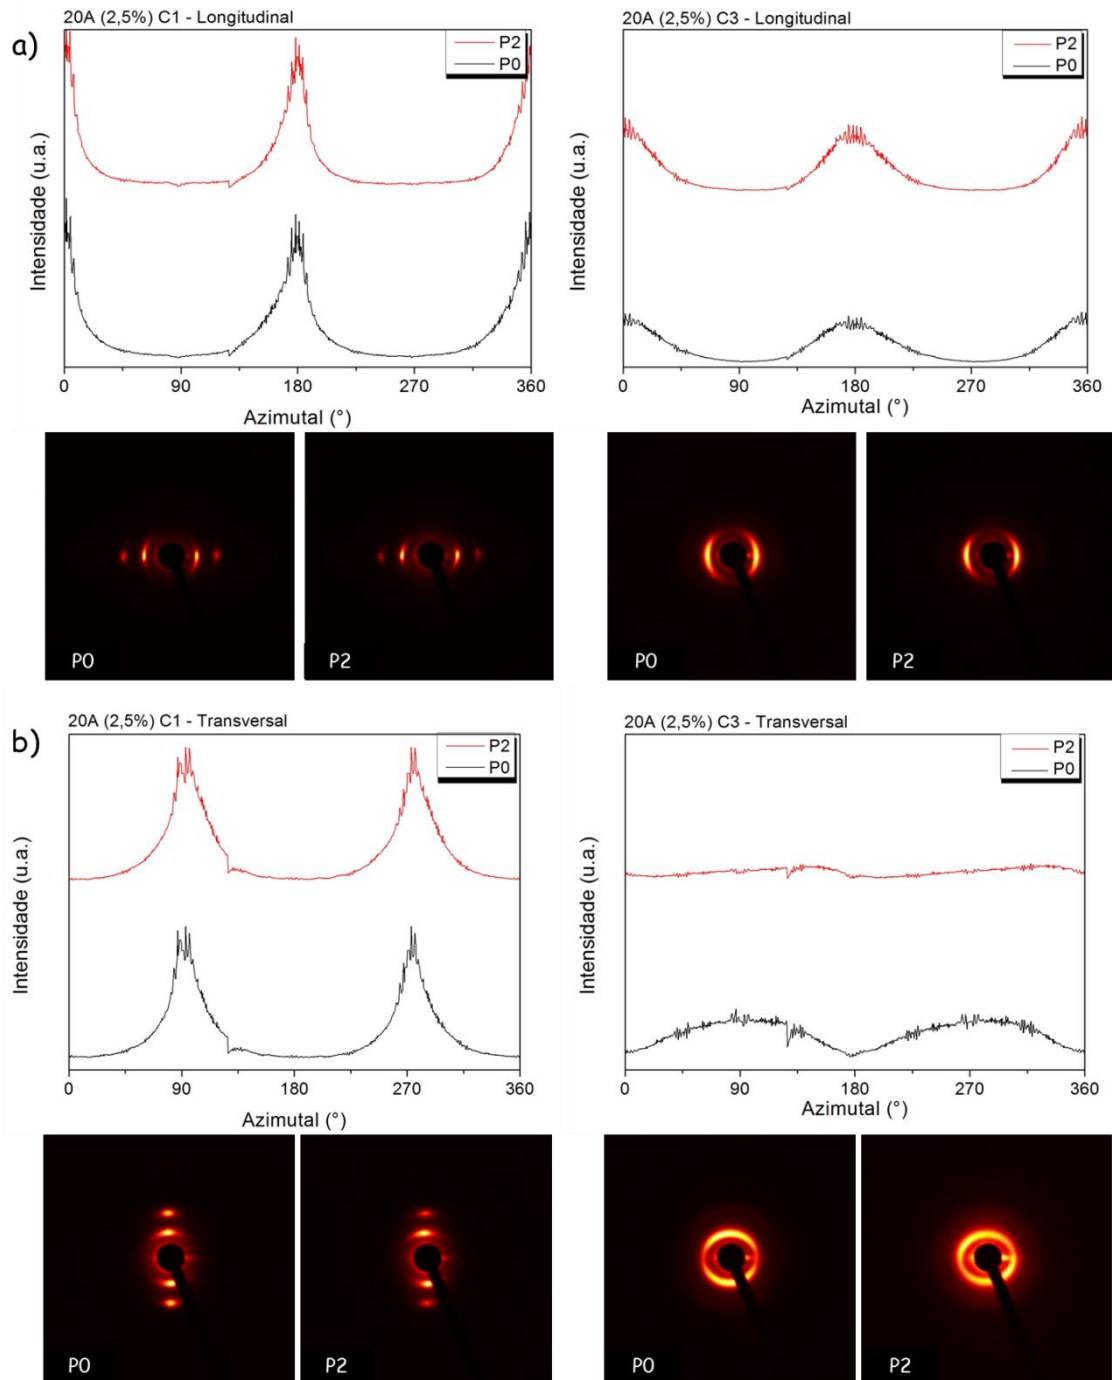 a)
20A (2,5%) C1 - Longitudinal
P2
P0
Intensidade (u.a.)
0 90 180 270 360
Azimutal (°)
20A (2,5%) C3 - Longitudinal
P2
P0
Intensidade (u.a.)
0 90 180 270 360
Azimutal (°)
P0
P2
P0
P2
b)
20A (2,5%) C1 - Transversal
P2
P0
Intensidade (u.a.)
0 90 180 270 360
Azimutal (°)
20A (2,5%) C3 - Transversal
P2
P0
Intensidade (u.a.)
0 90 180 270 360
Azimutal (°)
P0
P2
P0
P2